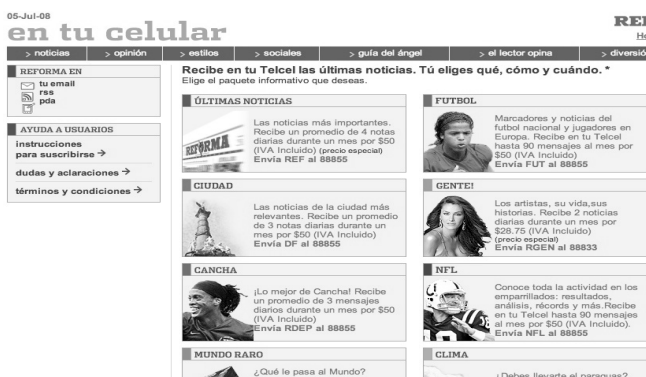 05-Jul-08
en tu celular
REF
> noticias > opinión > estilos > sociales > guía del ángel > el lector opina > diversió
REFORMA EN
tu email
rss
pda
AYUDA A USUARIOS
instrucciones
para suscribirse →
dudas y aclaraciones →
términos y condiciones →
Recibe en tu Telcel las últimas noticias. Tú eliges qué, cómo y cuándo. *
Elige el paquete informativo que deseas.
ÚLTIMAS NOTICIAS
REFORMA
Las noticias más importantes.
Recibe un promedio de 4 notas
diarias durante un mes por $50
(IVA Incluido) (precio especial)
Envía REF al 88855
FUTBOL
Marcadores y noticias del
futbol nacional y jugadores en
Europa. Recibe en tu Telcel
hasta 90 mensajes al mes por
$50 (IVA Incluido)
Envía FUT al 88855
CIUDAD
Las noticias de la ciudad más
relevantes. Recibe un promedio
de 3 notas diarias durante un
mes por $50 (IVA Incluido)
Envía DF al 88855
GENTE!
Los artistas, su vida,sus
historias. Recibe 2 noticias
diarias durante un mes por
$28.75 (IVA Incluido)
(precio especial)
Envía RGEN al 88833
CANCHA
¡Lo mejor de Cancha! Recibe
un promedio de 3 mensajes
diarios durante un mes por $50
(IVA Incluido)
Envía RDEP al 88855
NFL
Conoce toda la actividad en los
emparrillados: resultados,
análisis, récords y más.Recibe
en tu Telcel hasta 90 mensajes
al mes por $50 (IVA Incluido).
Envía NFL al 88855
MUNDO RARO
¿Qué le pasa al Mundo?
CLIMA
¿Debes llevarte el paraguas?